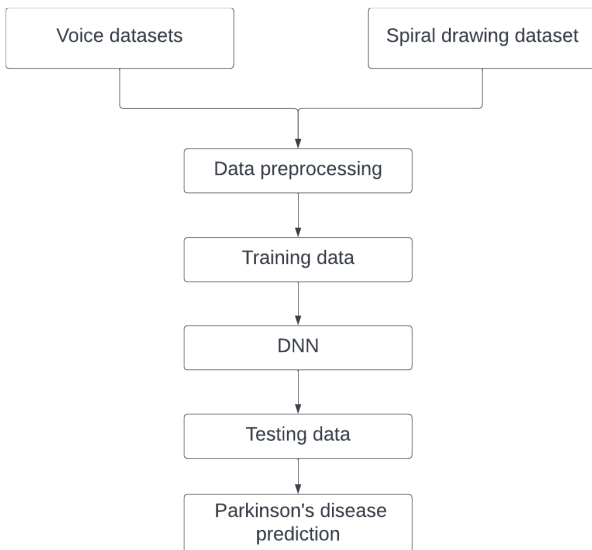 Voice datasets
Spiral drawing dataset
Data preprocessing
Training data
DNN
Testing data
Parkinson's disease
prediction